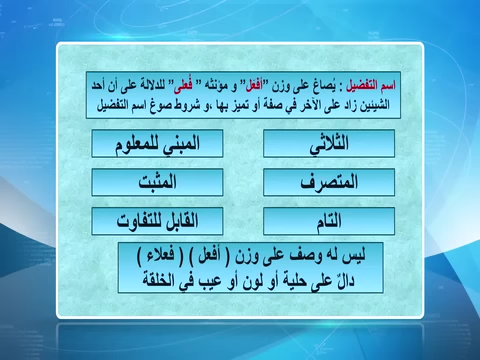 اسم التفضيل : يُصاغ على وزن "أفعَل" و مؤنثه " فُعلى" للدلالة على أن أحد
الشيئين زاد على الآخر في صفة أو تميز بها ،و شروط صوغ اسم التفضيل
الثلاثي
المبني للمعلوم
المتصرف
المثبت
التام
القابل للتفاوت
ليس له وصف على وزن ( أفعل ) ( فعلاء )
دالٌ على حلية أو لون أو عيب في الخلقة